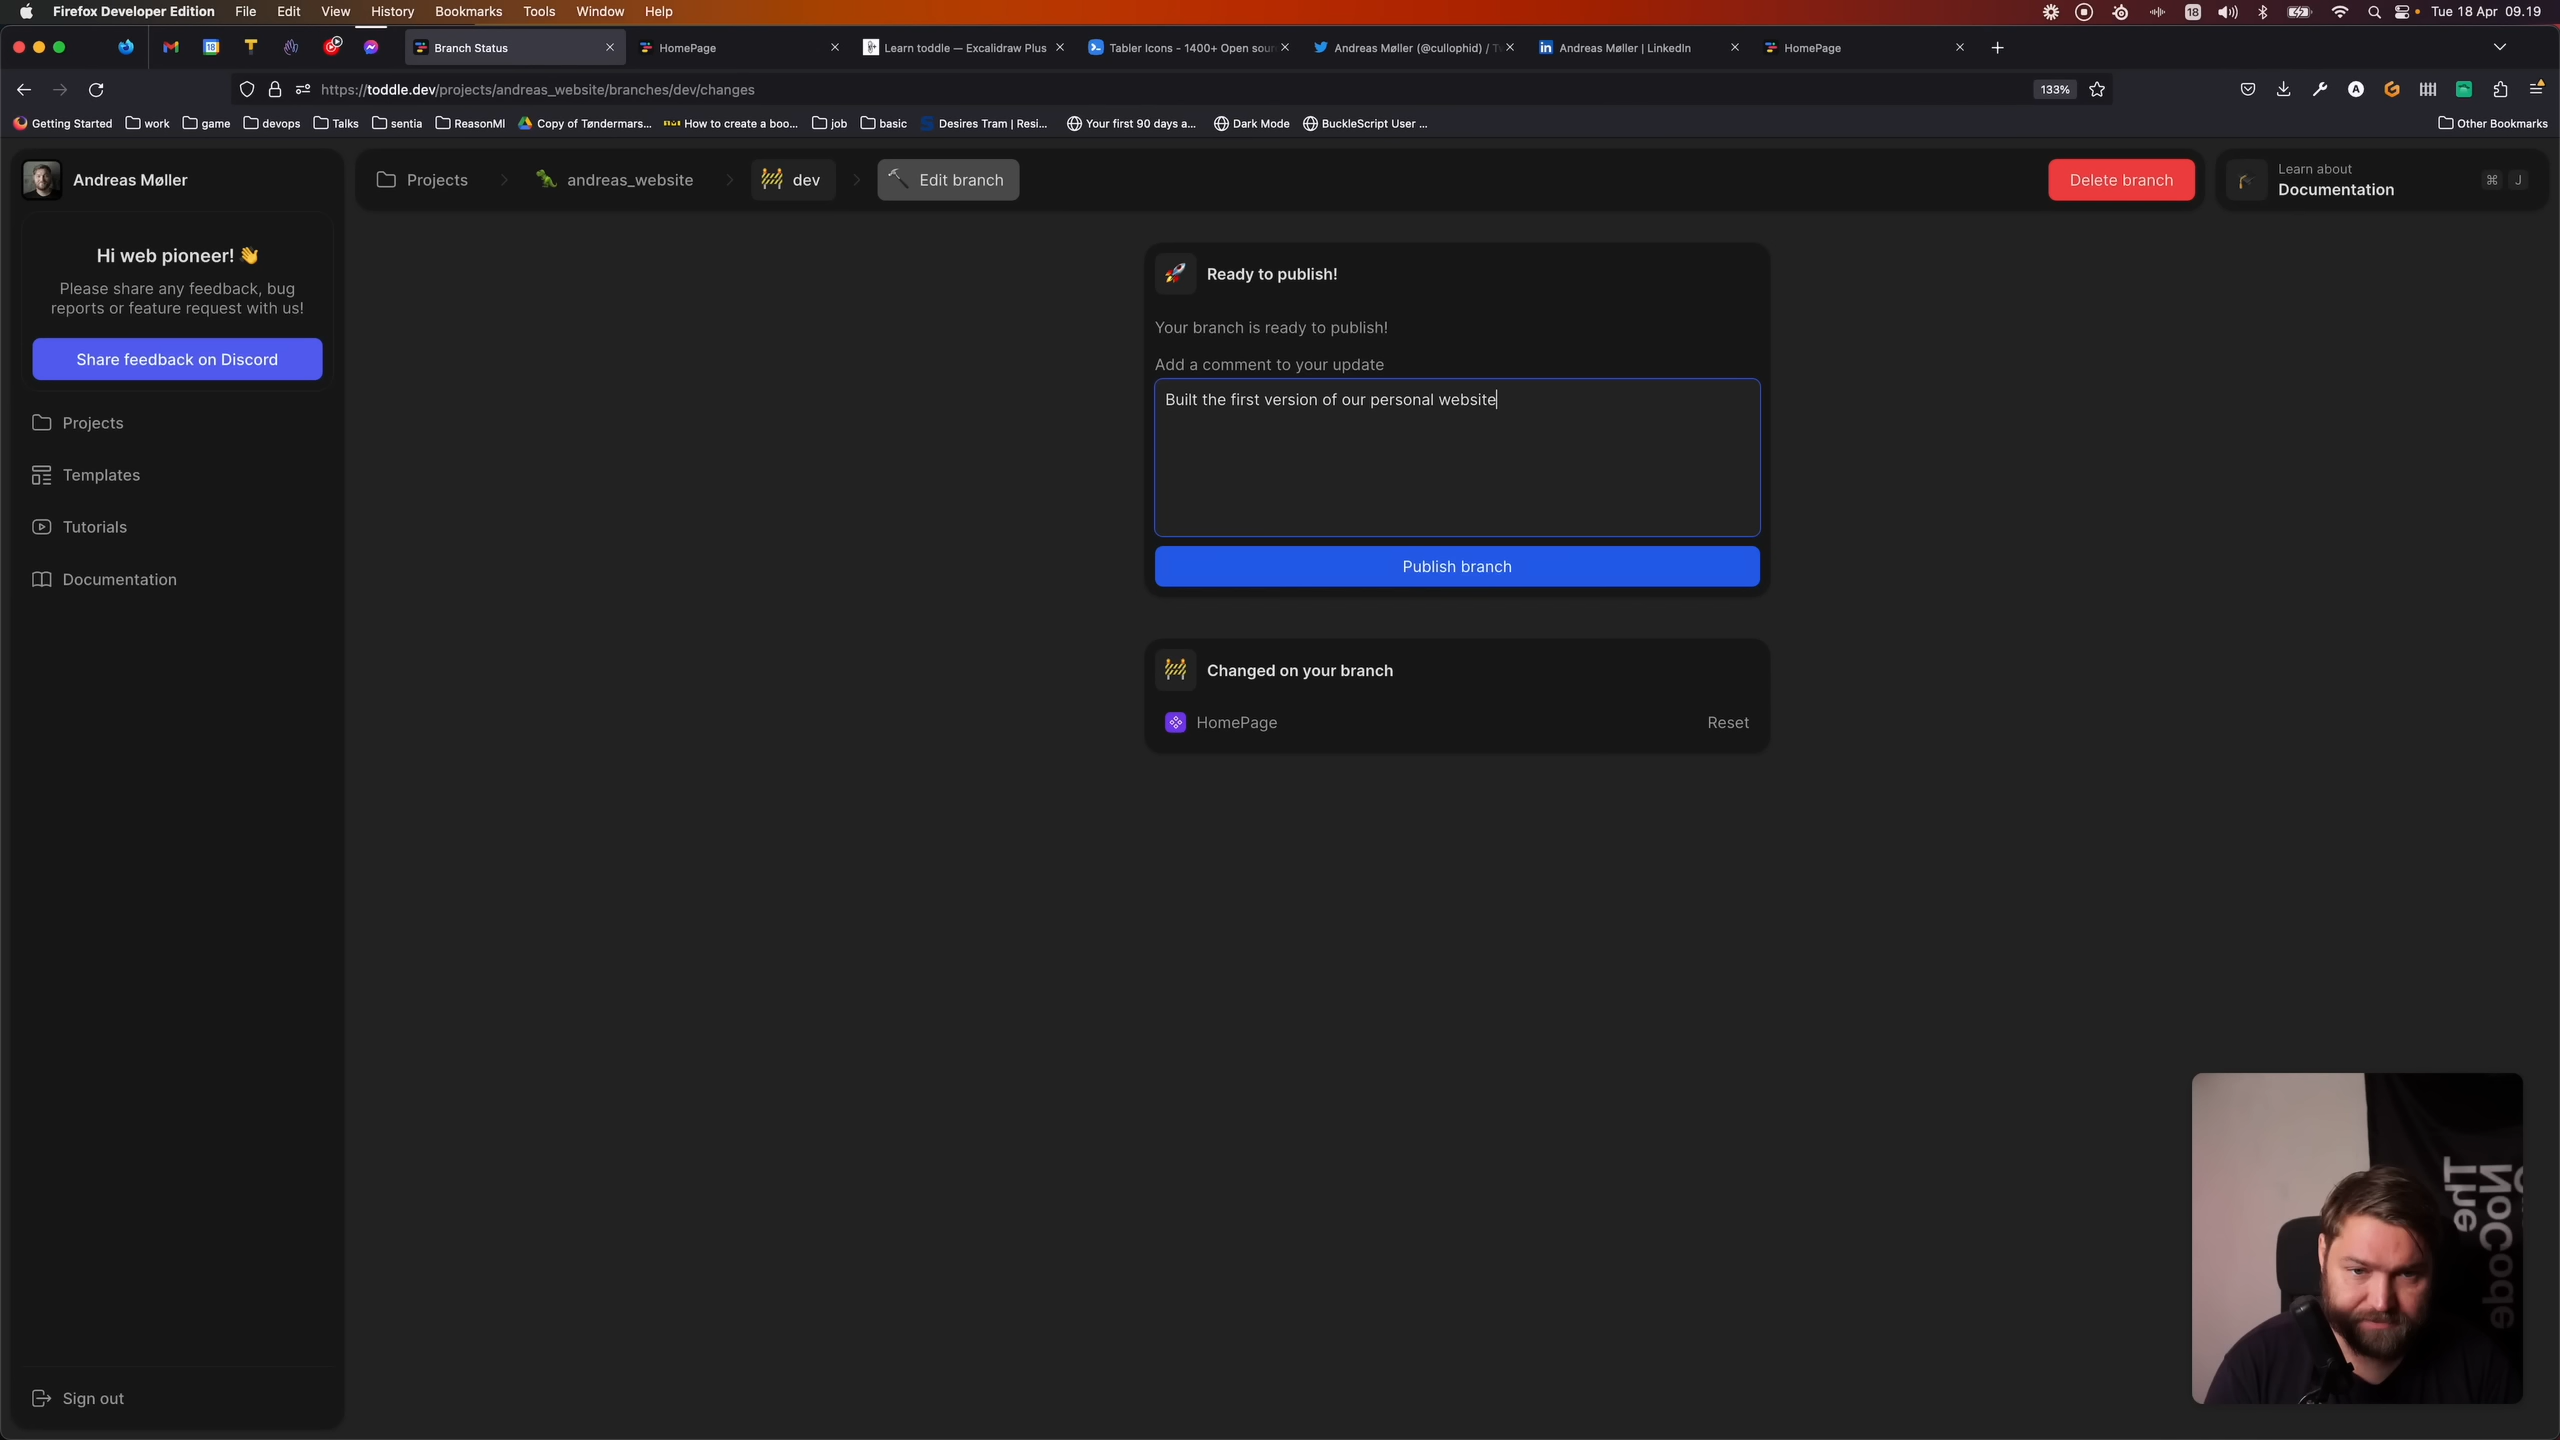 Firefox Developer Edition File Edit View History Bookmarks Tools Window Help 18 Tue 18 Apr 09.19
18 Branch Status HomePage Learn toddle — Excalidraw Plus Tabler Icons - 1400+ Open sour Andreas Møller (@cullophid) / Tw Andreas Møller | LinkedIn HomePage
https://toddle.dev/projects/andreas_website/branches/dev/changes 133%
Getting Started work game devops Talks sentia ReasonMl Copy of Tøndermars... How to create a boo... job basic Desires Tram | Resi... Your first 90 days a... Dark Mode BuckleScript User ... Other Bookmarks
Andreas Møller
Projects andreas_website dev Edit branch
Delete branch
Learn about
Documentation ⌘ J
Hi web pioneer! 👋
Please share any feedback, bug
reports or feature request with us!
Share feedback on Discord
Projects
Templates
Tutorials
Documentation
Sign out
Ready to publish!
Your branch is ready to publish!
Add a comment to your update
Built the first version of our personal website
Publish branch
Changed on your branch
HomePage Reset
The
NoCode